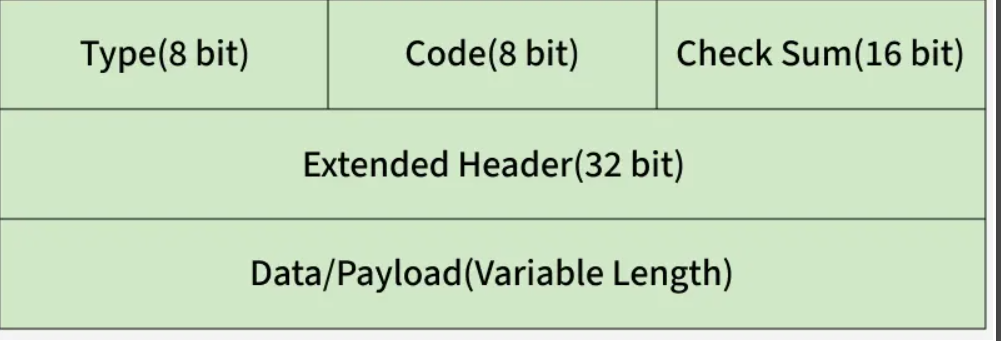 Type(8 bit) Code(8 bit) Check Sum(16 bit)
Extended Header(32 bit)
Data/Payload(Variable Length)